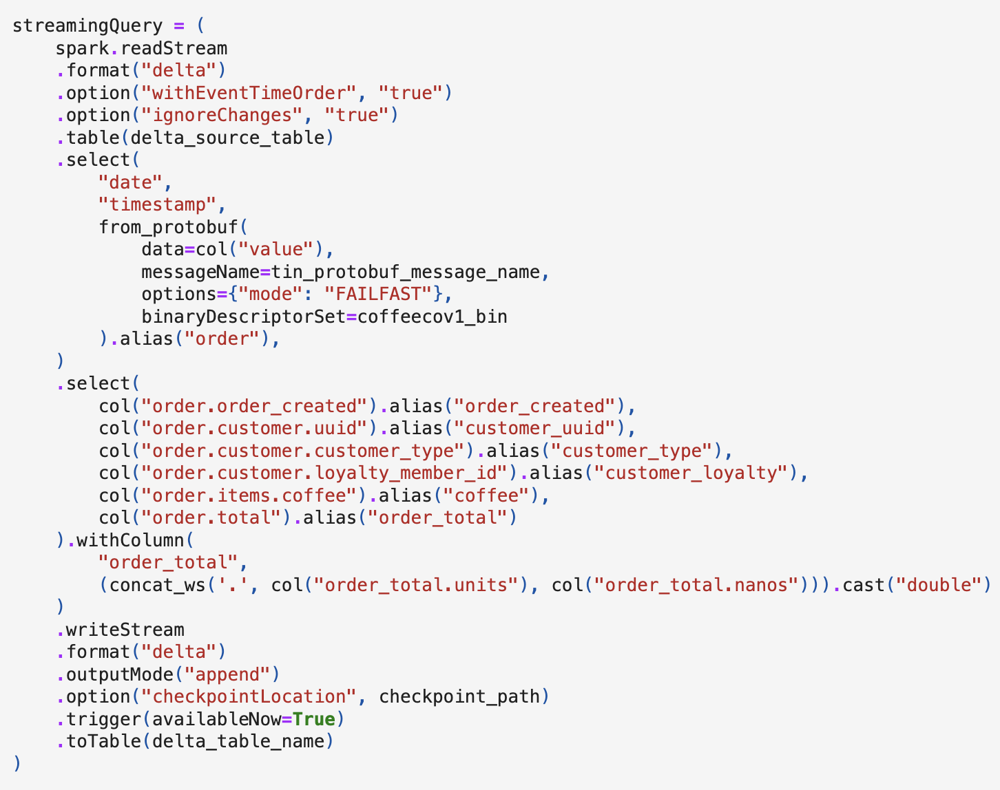 streamingQuery = (
    spark.readStream
    .format("delta")
    .option("withEventTimeOrder", "true")
    .option("ignoreChanges", "true")
    .table(delta_source_table)
    .select(
        "date",
        "timestamp",
        from_protobuf(
            data=col("value"),
            messageName=tin_protobuf_message_name,
            options={"mode": "FAILFAST"},
            binaryDescriptorSet=coffeecov1_bin
        ).alias("order"),
    )
    .select(
        col("order.order_created").alias("order_created"),
        col("order.customer.uuid").alias("customer_uuid"),
        col("order.customer.customer_type").alias("customer_type"),
        col("order.customer.loyalty_member_id").alias("customer_loyalty"),
        col("order.items.coffee").alias("coffee"),
        col("order.total").alias("order_total")
    ).withColumn(
        "order_total",
        (concat_ws('.', col("order_total.units"), col("order_total.nanos"))).cast("double")
    )
    .writeStream
    .format("delta")
    .outputMode("append")
    .option("checkpointLocation", checkpoint_path)
    .trigger(availableNow=True)
    .toTable(delta_table_name)
)